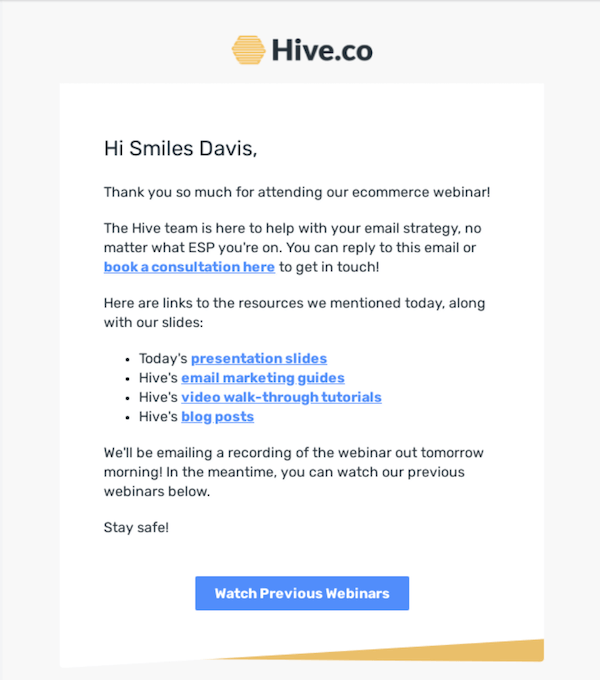 Hive.co
Hi Smiles Davis,
Thank you so much for attending our ecommerce webinar!
The Hive team is here to help with your email strategy, no
matter what ESP you're on. You can reply to this email or
book a consultation here to get in touch!
Here are links to the resources we mentioned today, along
with our slides:
• Today's presentation slides
• Hive's email marketing guides
• Hive's video walk-through tutorials
• Hive's blog posts
We'll be emailing a recording of the webinar out tomorrow
morning! In the meantime, you can watch our previous
webinars below.
Stay safe!
Watch Previous Webinars